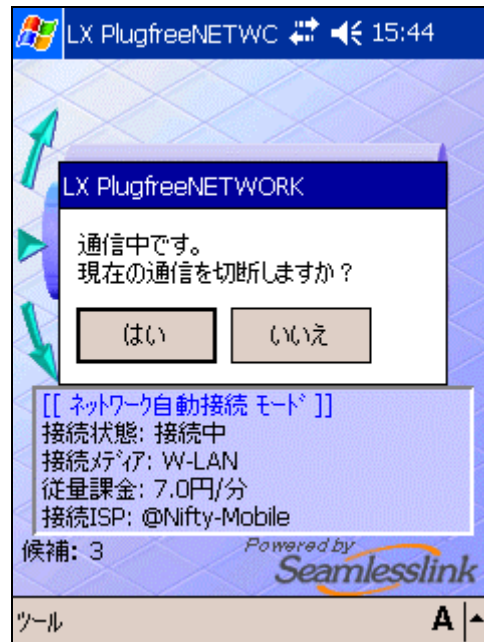 LX PlugfreeNETWC 15:44
LX PlugfreeNETWORK
通信中です。
現在の通信を切断しますか？
はい いいえ
[[ ﾈｯﾄﾜｰｸ自動接続 ﾓｰﾄﾞ ]]
接続状態: 接続中
接続ﾒﾃﾞｨｱ: W-LAN
従量課金: 7.0円/分
接続ISP: @Nifty-Mobile
候補: 3
Powered by
Seamlesslink
ﾂｰﾙ A